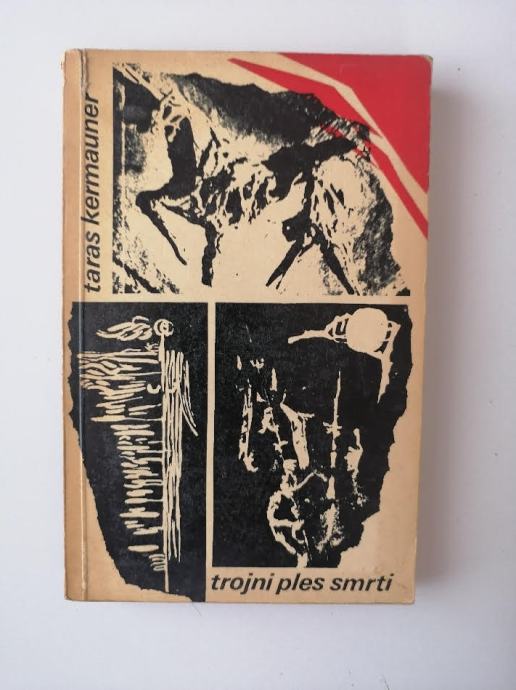 taras kermauner
trojni ples smrti